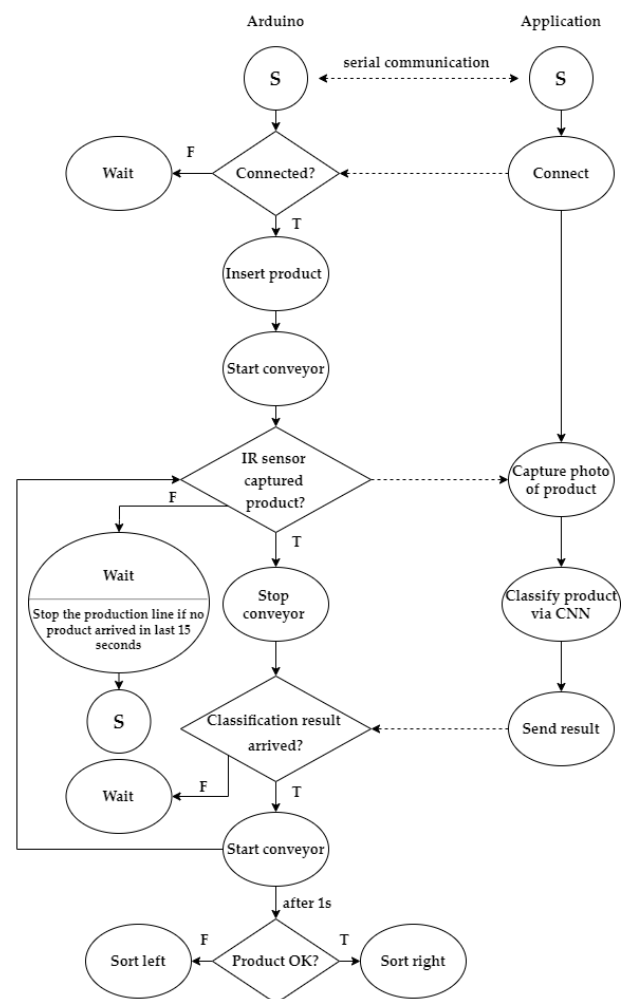 Arduino
Application
serial communication
S
S
F
Wait
Connected?
Connect
T
Insert product
Start conveyor
IR sensor
captured
product?
Capture photo
of product
F
T
Wait
Stop the production line if no
product arrived in last 15
seconds
Stop
conveyor
Classify product
via CNN
S
Classification result
arrived?
Send result
F
Wait
T
Start conveyor
after 1s
F
T
Sort left
Product OK?
Sort right